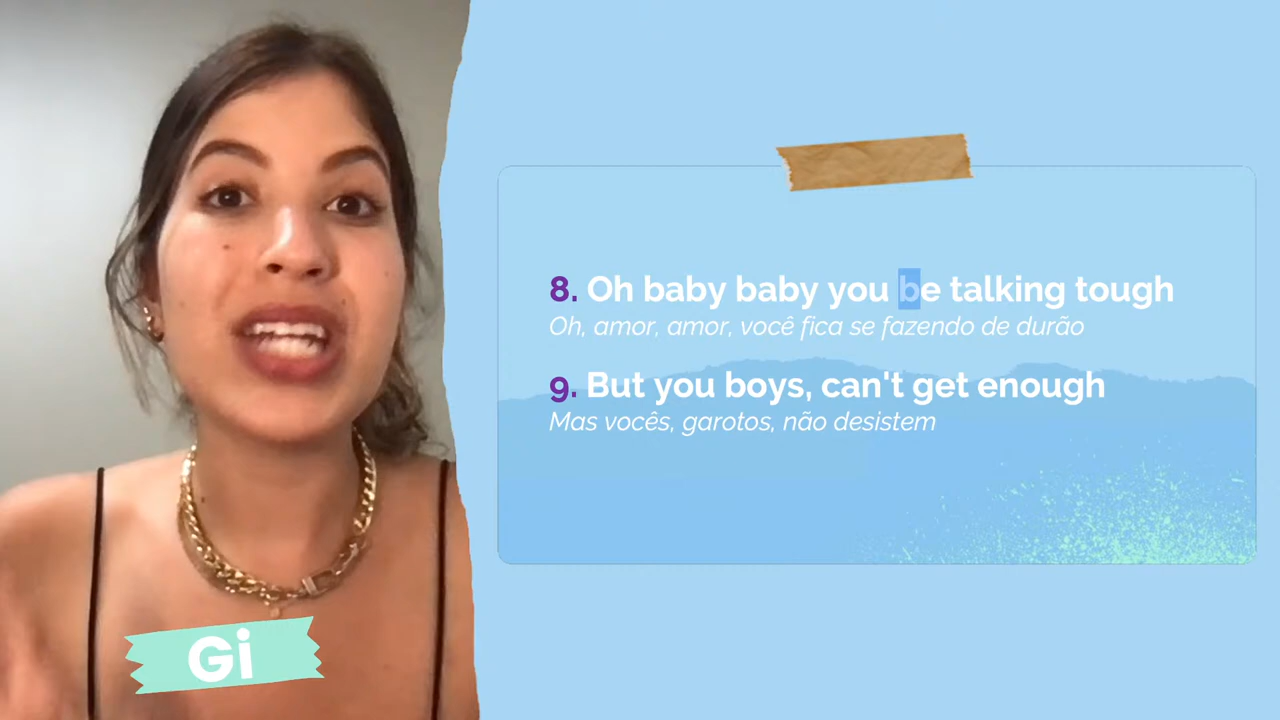 8. Oh baby baby you be talking tough
Oh, amor, amor, você fica se fazendo de durão
9. But you boys, can't get enough
Mas vocês, garotos, não desistem
Gi